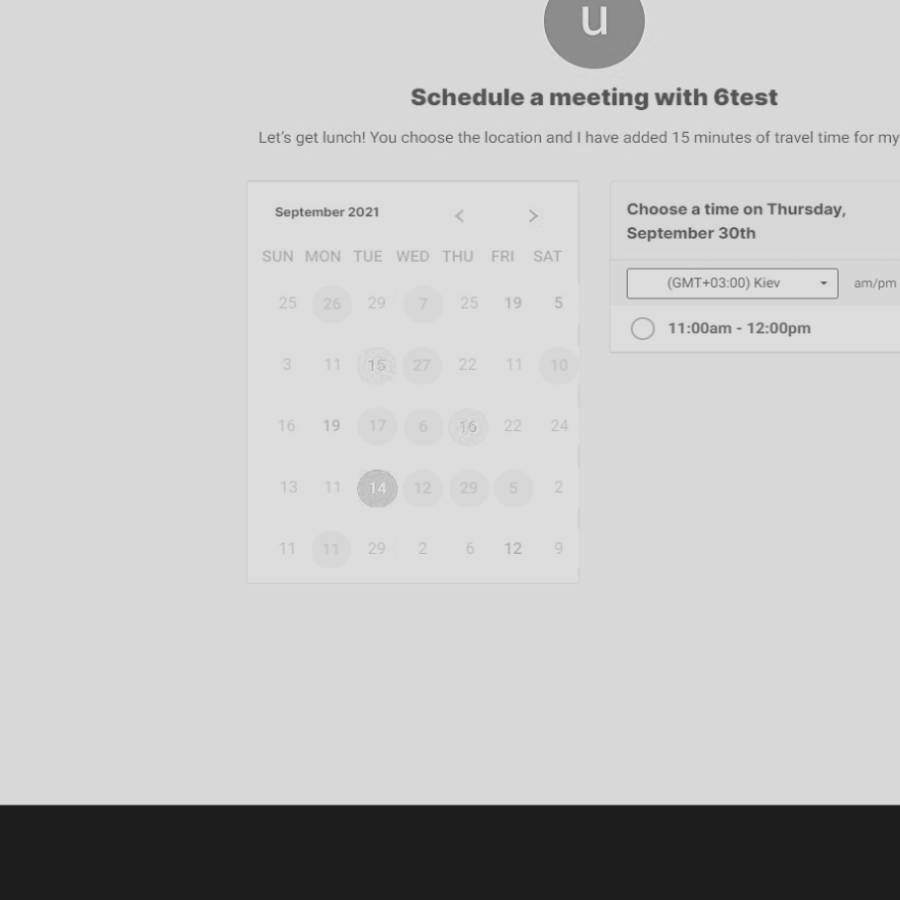 u
Schedule a meeting with 6test
Let's get lunch! You choose the location and I have added 15 minutes of travel time for my
September 2021
SUN MON TUE WED THU FRI SAT
25 26 29 7 25 19 5
3 11 15 27 22 11 10
16 19 17 6 16 22 24
13 11 14 12 29 5 2
11 11 29 2 6 12 9
Choose a time on Thursday,
September 30th
(GMT+03:00) Kiev am/pm
11:00am - 12:00pm